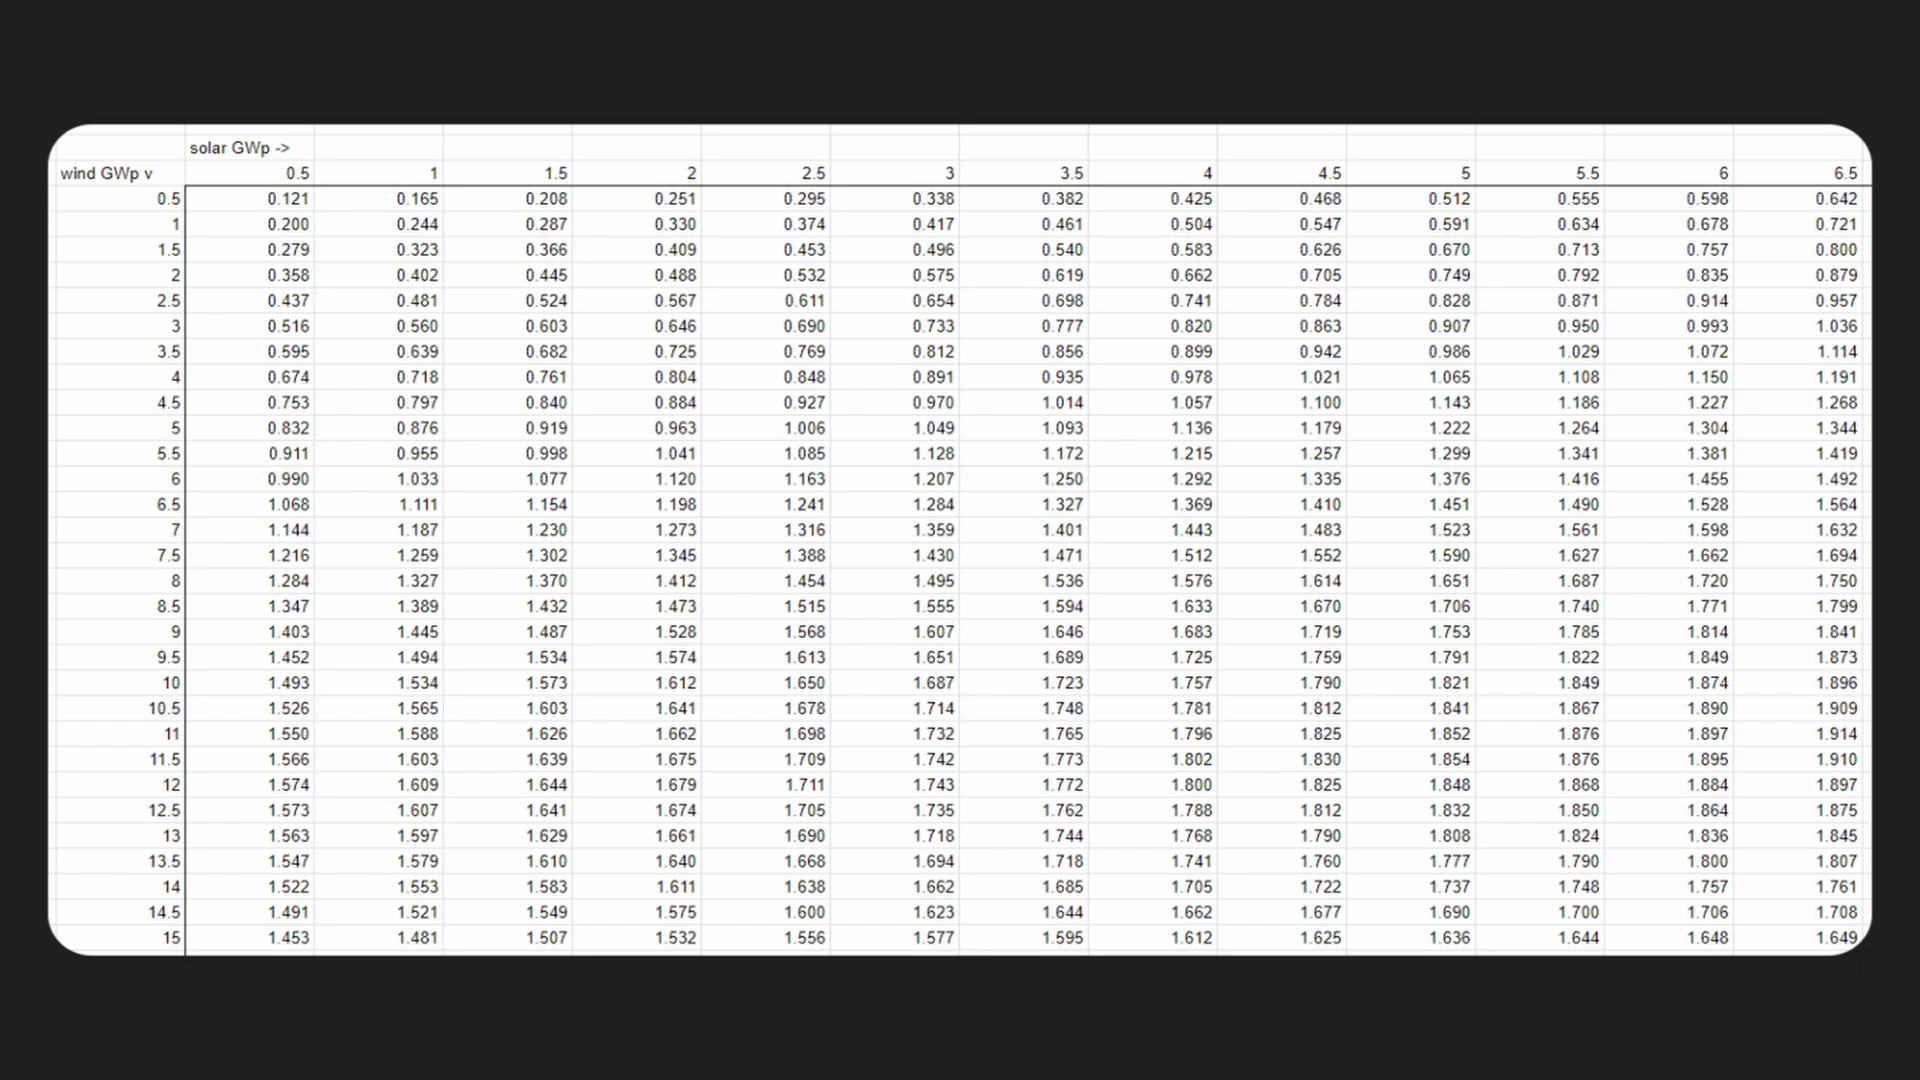 solar GWp ->
wind GWp v 0.5 1 1.5 2 2.5 3 3.5 4 4.5 5 5.5 6 6.5
0.5 0.121 0.165 0.208 0.251 0.295 0.338 0.382 0.425 0.468 0.512 0.555 0.598 0.642
1 0.200 0.244 0.287 0.330 0.374 0.417 0.461 0.504 0.547 0.591 0.634 0.678 0.721
1.5 0.279 0.323 0.366 0.409 0.453 0.496 0.540 0.583 0.626 0.670 0.713 0.757 0.800
2 0.358 0.402 0.445 0.488 0.532 0.575 0.619 0.662 0.705 0.749 0.792 0.835 0.879
2.5 0.437 0.481 0.524 0.567 0.611 0.654 0.698 0.741 0.784 0.828 0.871 0.914 0.957
3 0.516 0.560 0.603 0.646 0.690 0.733 0.777 0.820 0.863 0.907 0.950 0.993 1.036
3.5 0.595 0.639 0.682 0.725 0.769 0.812 0.856 0.899 0.942 0.986 1.029 1.072 1.114
4 0.674 0.718 0.761 0.804 0.848 0.891 0.935 0.978 1.021 1.065 1.108 1.150 1.191
4.5 0.753 0.797 0.840 0.884 0.927 0.970 1.014 1.057 1.100 1.143 1.186 1.227 1.268
5 0.832 0.876 0.919 0.963 1.006 1.049 1.093 1.136 1.179 1.222 1.264 1.304 1.344
5.5 0.911 0.955 0.998 1.041 1.085 1.128 1.172 1.215 1.257 1.299 1.341 1.381 1.419
6 0.990 1.033 1.077 1.120 1.163 1.207 1.250 1.292 1.335 1.376 1.416 1.455 1.492
6.5 1.068 1.111 1.154 1.198 1.241 1.284 1.327 1.369 1.410 1.451 1.490 1.528 1.564
7 1.144 1.187 1.230 1.273 1.316 1.359 1.401 1.443 1.483 1.523 1.561 1.598 1.632
7.5 1.216 1.259 1.302 1.345 1.388 1.430 1.471 1.512 1.552 1.590 1.627 1.662 1.694
8 1.284 1.327 1.370 1.412 1.454 1.495 1.536 1.576 1.614 1.651 1.687 1.720 1.750
8.5 1.347 1.389 1.432 1.473 1.515 1.555 1.594 1.633 1.670 1.706 1.740 1.771 1.799
9 1.403 1.445 1.487 1.528 1.568 1.607 1.646 1.683 1.719 1.753 1.785 1.814 1.841
9.5 1.452 1.494 1.534 1.574 1.613 1.651 1.689 1.725 1.759 1.791 1.822 1.849 1.873
10 1.493 1.534 1.573 1.612 1.650 1.687 1.723 1.757 1.790 1.821 1.849 1.874 1.896
10.5 1.526 1.565 1.603 1.641 1.678 1.714 1.748 1.781 1.812 1.841 1.867 1.890 1.909
11 1.550 1.588 1.626 1.662 1.698 1.732 1.765 1.796 1.825 1.852 1.876 1.897 1.914
11.5 1.566 1.603 1.639 1.675 1.709 1.742 1.773 1.802 1.830 1.854 1.876 1.895 1.910
12 1.574 1.609 1.644 1.679 1.711 1.743 1.772 1.800 1.825 1.848 1.868 1.884 1.897
12.5 1.573 1.607 1.641 1.674 1.705 1.735 1.762 1.788 1.812 1.832 1.850 1.864 1.875
13 1.563 1.597 1.629 1.661 1.690 1.718 1.744 1.768 1.790 1.808 1.824 1.836 1.845
13.5 1.547 1.579 1.610 1.640 1.668 1.694 1.718 1.741 1.760 1.777 1.790 1.800 1.807
14 1.522 1.553 1.583 1.611 1.638 1.662 1.685 1.705 1.722 1.737 1.748 1.757 1.761
14.5 1.491 1.521 1.549 1.575 1.600 1.623 1.644 1.662 1.677 1.690 1.700 1.706 1.708
15 1.453 1.481 1.507 1.532 1.556 1.577 1.595 1.612 1.625 1.636 1.644 1.648 1.649